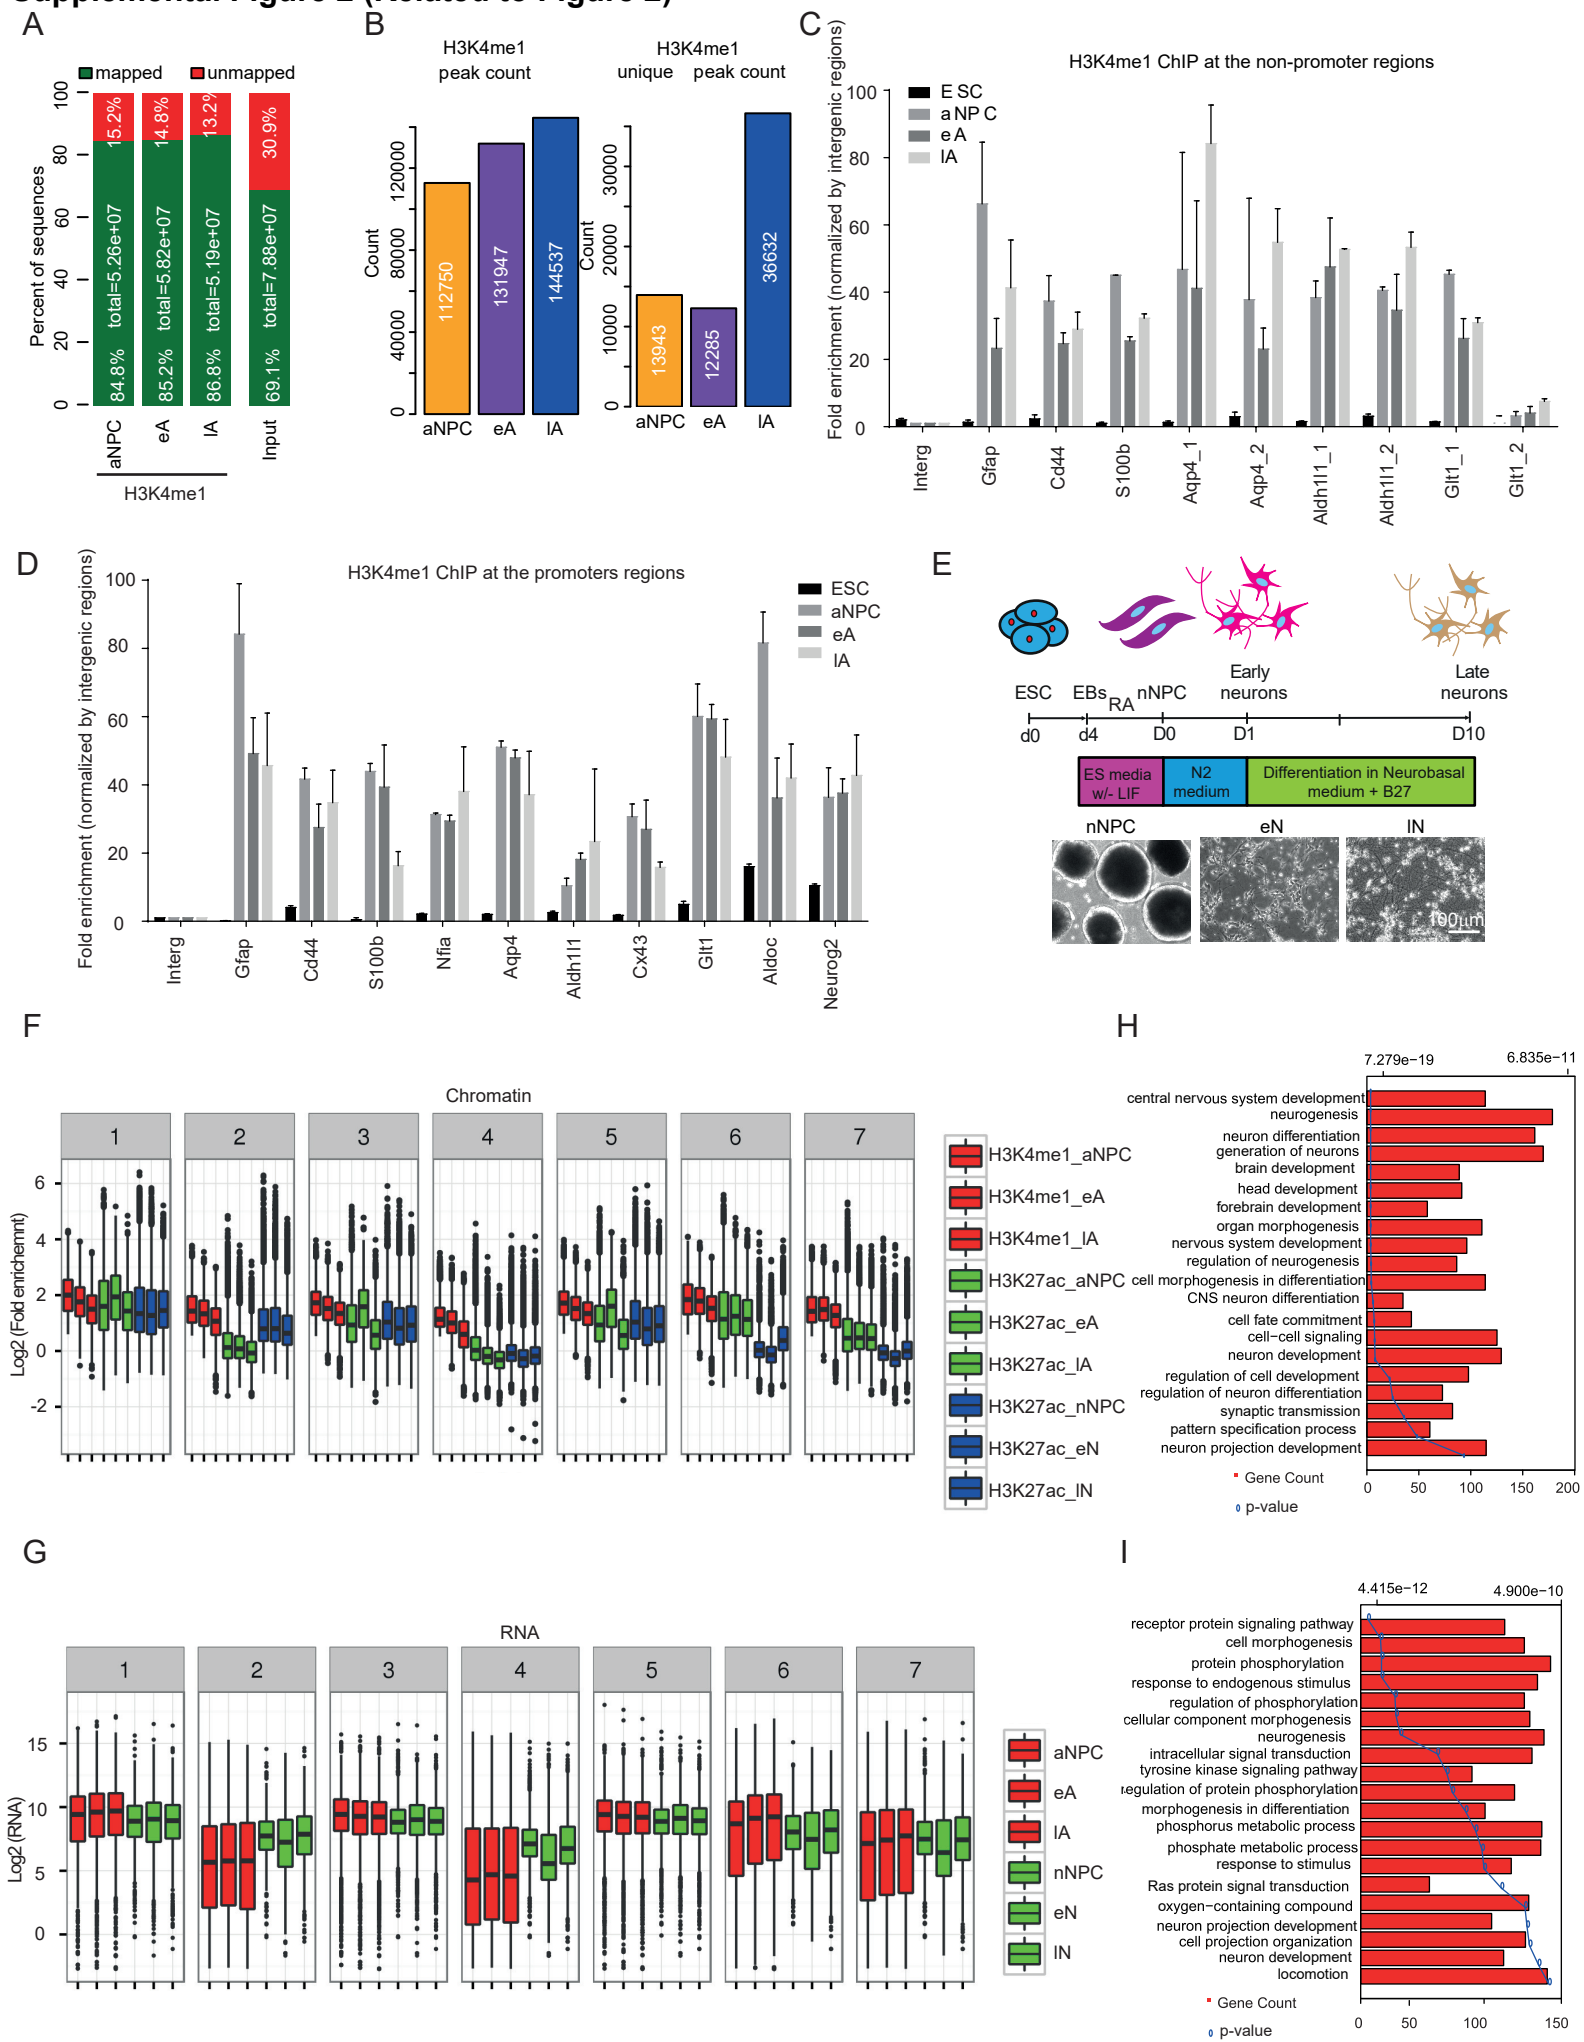 Supplemental Figure 2 (Related to Figure 2)
A
mapped
unmapped
Percent of sequences
0
20
40
60
80
100
84.8% total=5.26e+07 15.2%
85.2% total=5.82e+07 14.8%
86.8% total=5.19e+07 13.2%
69.1% total=7.88e+07 30.9%
aNPC
eA
lA
Input
H3K4me1
B
H3K4me1
peak count
Count
0
40000
80000
120000
112750
131947
144537
aNPC
eA
lA
H3K4me1
unique peak count
Count
0
10000
20000
30000
13943
12285
36632
aNPC
eA
lA
C
H3K4me1 ChIP at the non-promoter regions
Fold enrichment (normalized by intergenic regions)
100
80
60
40
20
0
ESC
aNPC
eA
lA
Interg
Gfap
Cd44
S100b
Aqp4_1
Aqp4_2
Aldh1l1_1
Aldh1l1_2
Glt1_1
Glt1_2
D
H3K4me1 ChIP at the promoters regions
Fold enrichment (normalized by intergenic regions)
100
80
60
40
20
0
ESC
aNPC
eA
lA
Interg
Gfap
Cd44
S100b
Nfia
Aqp4
Aldh1l1
Cx43
Glt1
Aldoc
Neurog2
E
Early
neurons
Late
neurons
ESC
EBs
RA
nNPC
d0
d4
D0
D1
D10
ES media
w/- LIF
N2
medium
Differentiation in Neurobasal
medium + B27
nNPC
eN
lN
100µm
F
Chromatin
1
2
3
4
5
6
7
Log2 (Fold enrichemnt)
6
4
2
0
-2
H3K4me1_aNPC
H3K4me1_eA
H3K4me1_lA
H3K27ac_aNPC
H3K27ac_eA
H3K27ac_lA
H3K27ac_nNPC
H3K27ac_eN
H3K27ac_lN
H
7.279e−19
6.835e−11
central nervous system development
neurogenesis
neuron differentiation
generation of neurons
brain development
head development
forebrain development
organ morphogenesis
nervous system development
regulation of neurogenesis
cell morphogenesis in differentiation
CNS neuron differentiation
cell fate commitment
cell−cell signaling
neuron development
regulation of cell development
regulation of neuron differentiation
synaptic transmission
pattern specification process
neuron projection development
0
50
100
150
200
Gene Count
p-value
G
RNA
1
2
3
4
5
6
7
Log2 (RNA)
15
10
5
0
aNPC
eA
lA
nNPC
eN
lN
I
4.415e−12
4.900e−10
receptor protein signaling pathway
cell morphogenesis
protein phosphorylation
response to endogenous stimulus
regulation of phosphorylation
cellular component morphogenesis
neurogenesis
intracellular signal transduction
tyrosine kinase signaling pathway
regulation of protein phosphorylation
morphogenesis in differentiation
phosphorus metabolic process
phosphate metabolic process
response to stimulus
Ras protein signal transduction
oxygen−containing compound
neuron projection development
cell projection organization
neuron development
locomotion
0
50
100
150
Gene Count
p-value